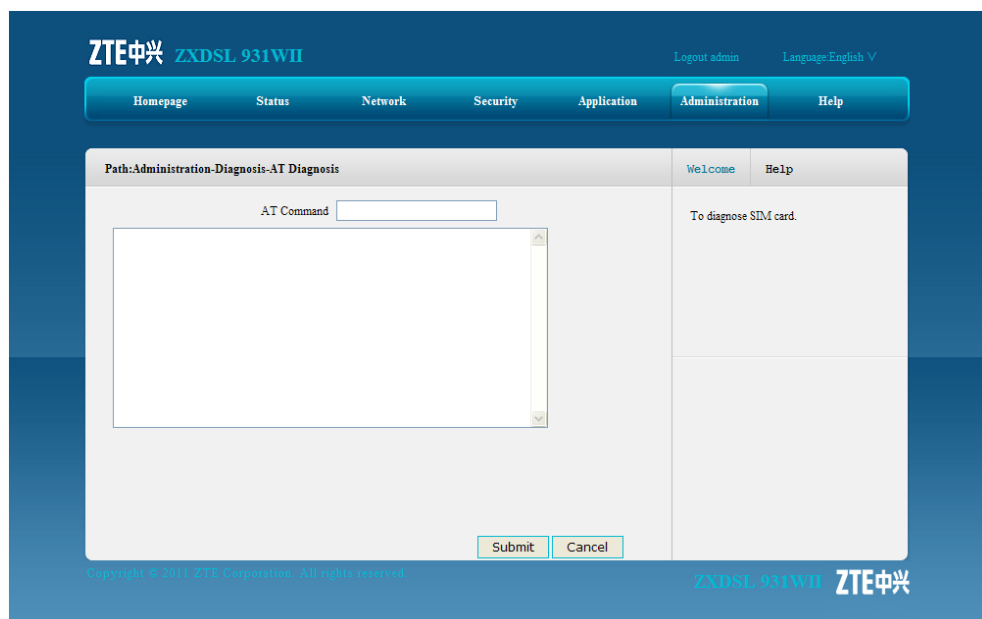 ZTE中兴 ZXDSL 931WII
Logout admin Language:English V
Homepage Status Network Security Application Administration Help
Path:Administration-Diagnosis-AT Diagnosis
Welcome Help
AT Command
To diagnose SIM card.
Submit Cancel
Copyright © 2011 ZTE Corporation. All rights reserved.
ZXDSL 931WII ZTE中兴